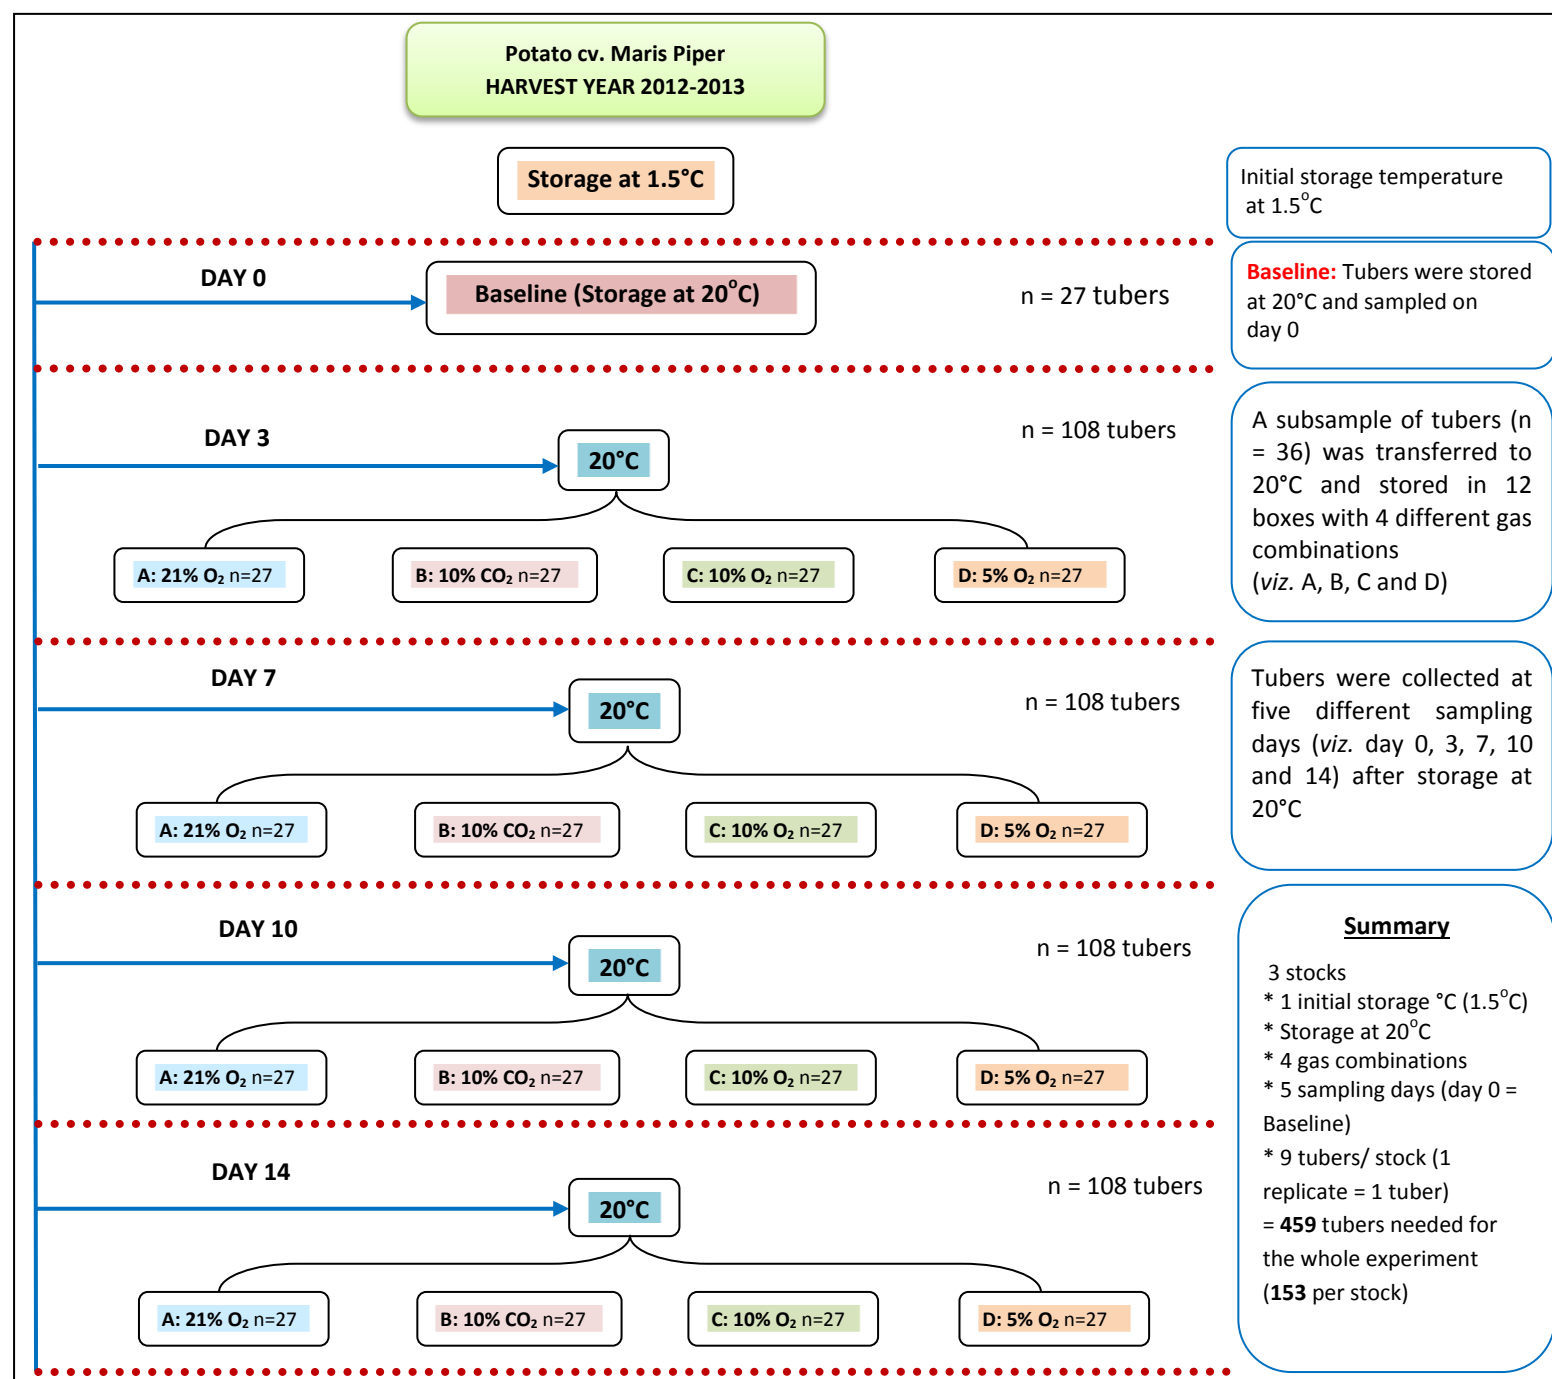 Potato cv. Maris Piper
HARVEST YEAR 2012-2013
Storage at 1.5°C
Initial storage temperature
at 1.5°C
DAY 0
Baseline (Storage at 20°C)
n = 27 tubers
Baseline: Tubers were stored
at 20°C and sampled on
day 0
DAY 3
20°C
n = 108 tubers
A: 21% O₂ n=27
B: 10% CO₂ n=27
C: 10% O₂ n=27
D: 5% O₂ n=27
A subsample of tubers (n
= 36) was transferred to
20°C and stored in 12
boxes with 4 different gas
combinations
(viz. A, B, C and D)
DAY 7
20°C
n = 108 tubers
A: 21% O₂ n=27
B: 10% CO₂ n=27
C: 10% O₂ n=27
D: 5% O₂ n=27
Tubers were collected at
five different sampling
days (viz. day 0, 3, 7, 10
and 14) after storage at
20°C
DAY 10
20°C
n = 108 tubers
A: 21% O₂ n=27
B: 10% CO₂ n=27
C: 10% O₂ n=27
D: 5% O₂ n=27
DAY 14
20°C
n = 108 tubers
A: 21% O₂ n=27
B: 10% CO₂ n=27
C: 10% O₂ n=27
D: 5% O₂ n=27
Summary
3 stocks
* 1 initial storage °C (1.5°C)
* Storage at 20°C
* 4 gas combinations
* 5 sampling days (day 0 =
Baseline)
* 9 tubers/ stock (1
replicate = 1 tuber)
= 459 tubers needed for
the whole experiment
(153 per stock)